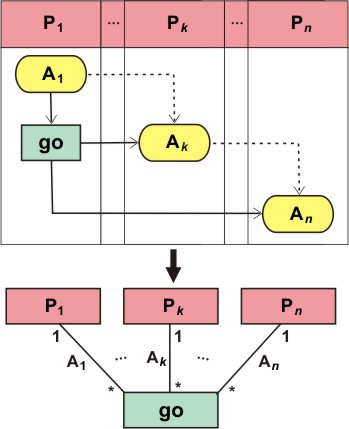 P1 ... Pk ... Pn
A1
go Ak
An
P1 Pk Pn
1 1 1
A1 ... Ak ... An
* * *
go